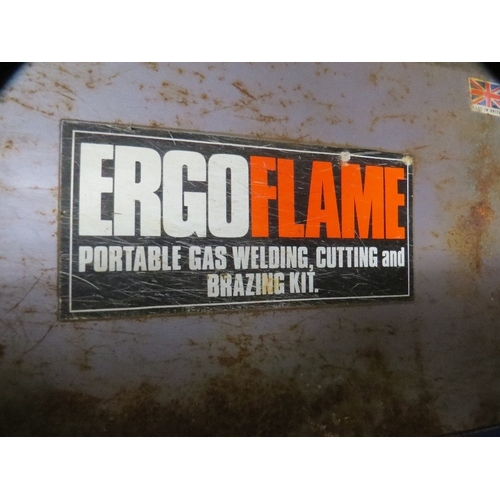 ERGOFLAME
PORTABLE GAS WELDING, CUTTING and
BRAZING KIT.